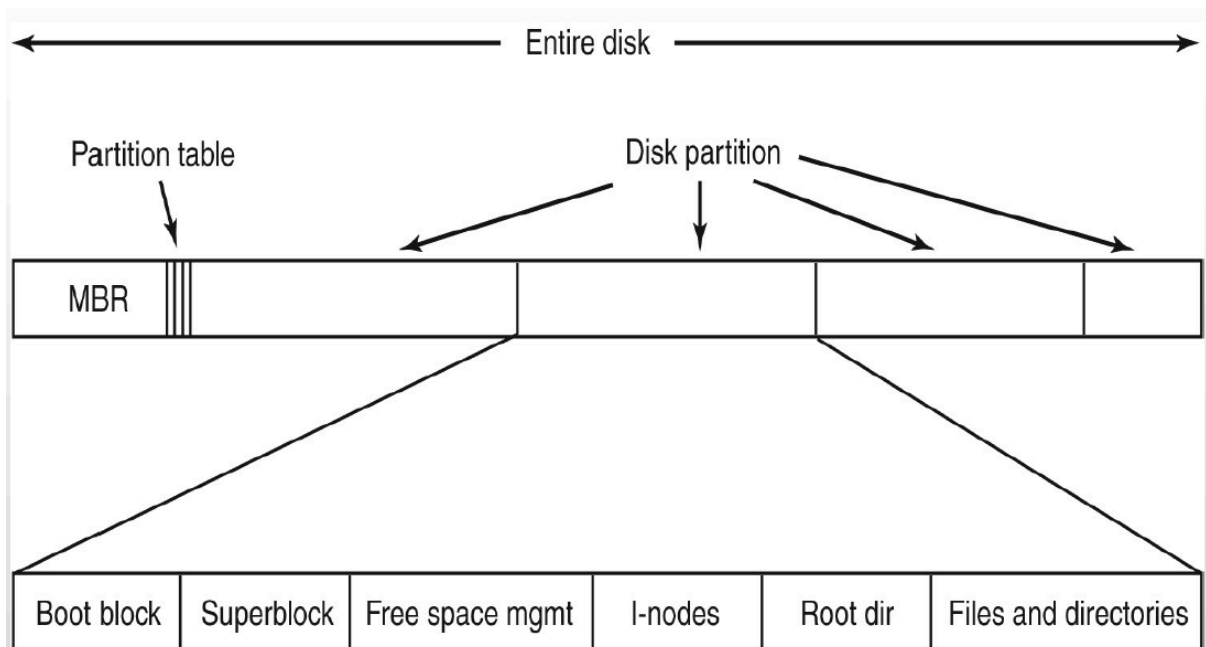 Entire disk
Partition table
Disk partition
MBR
Boot block
Superblock
Free space mgmt
I-nodes
Root dir
Files and directories